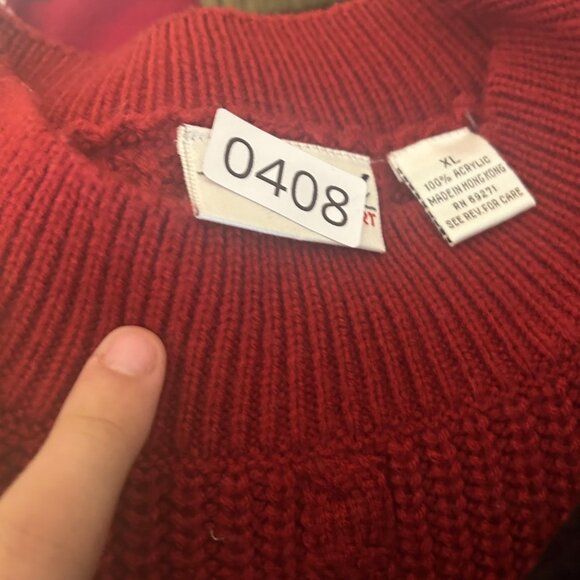 0408
RT
XL
100% ACRYLIC
MADE IN HONG KONG
RN 69271
SEE REV. FOR CARE